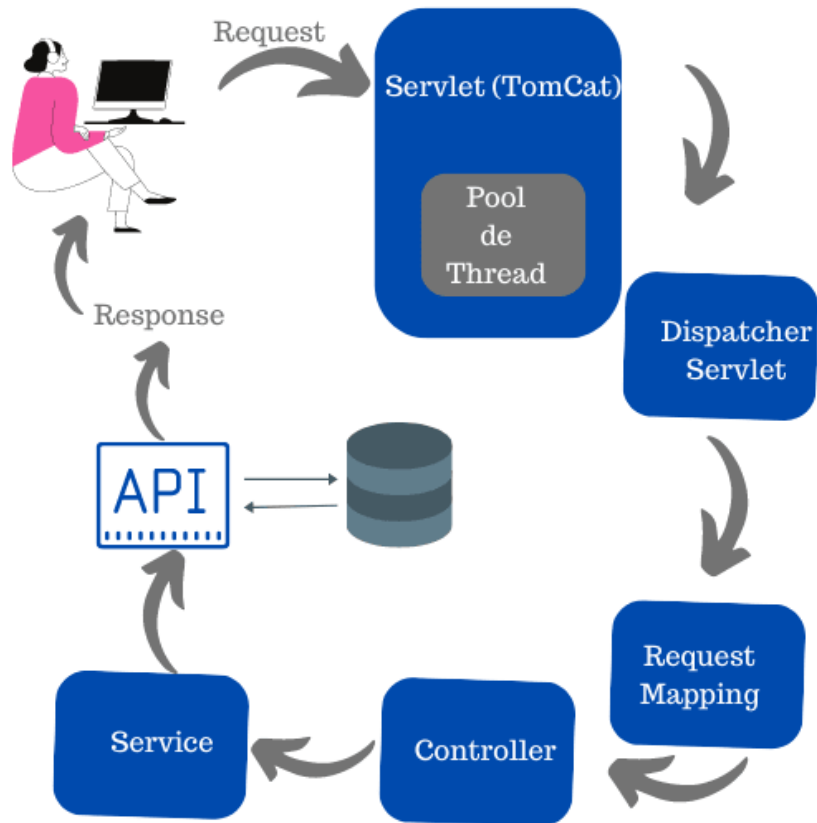 Request
Servlet (TomCat)
Pool
de
Thread
Dispatcher
Servlet
Request
Mapping
Controller
Service
API
Response